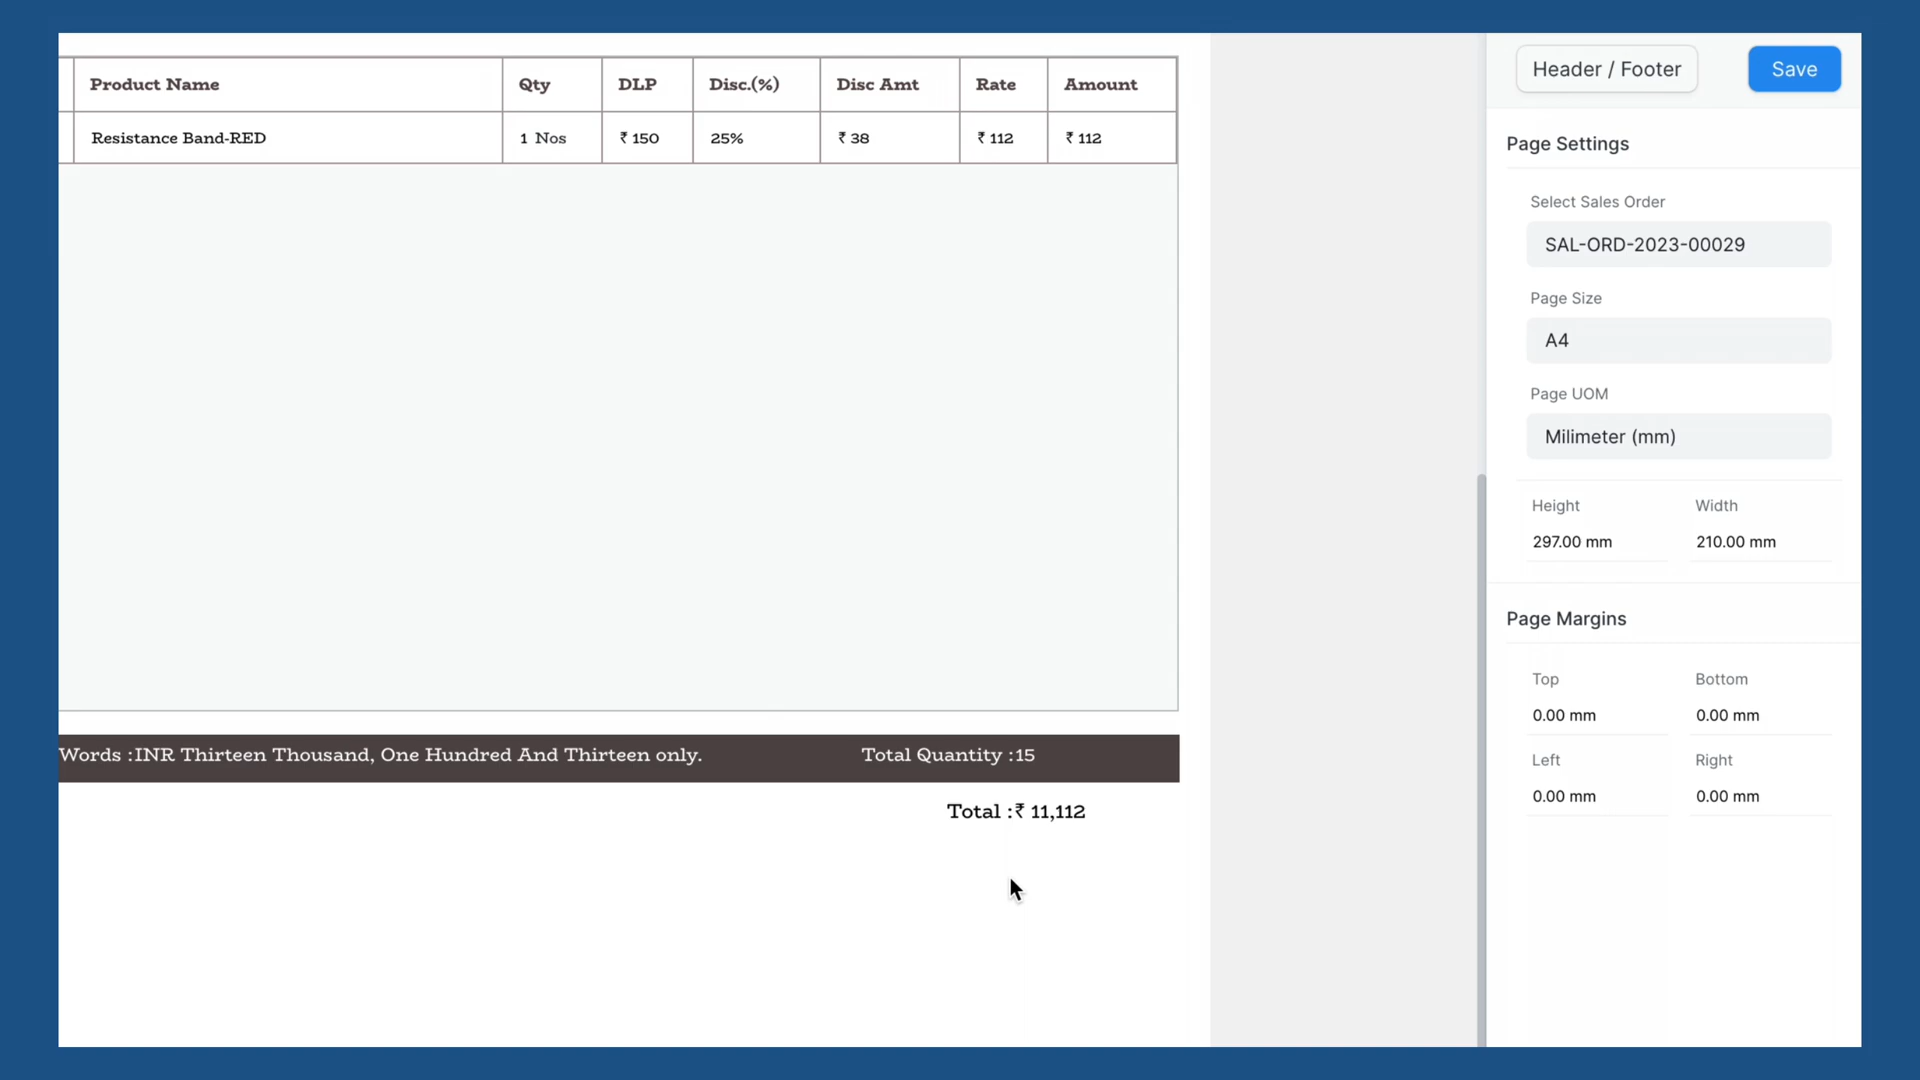 Product Name Qty DLP Disc.(%) Disc Amt Rate Amount
Resistance Band-RED 1 Nos ₹ 150 25% ₹ 38 ₹ 112 ₹ 112
Words :INR Thirteen Thousand, One Hundred And Thirteen only. Total Quantity :15
Total :₹ 11,112
Header / Footer Save
Page Settings
Select Sales Order
SAL-ORD-2023-00029
Page Size
A4
Page UOM
Milimeter (mm)
Height Width
297.00 mm 210.00 mm
Page Margins
Top Bottom
0.00 mm 0.00 mm
Left Right
0.00 mm 0.00 mm